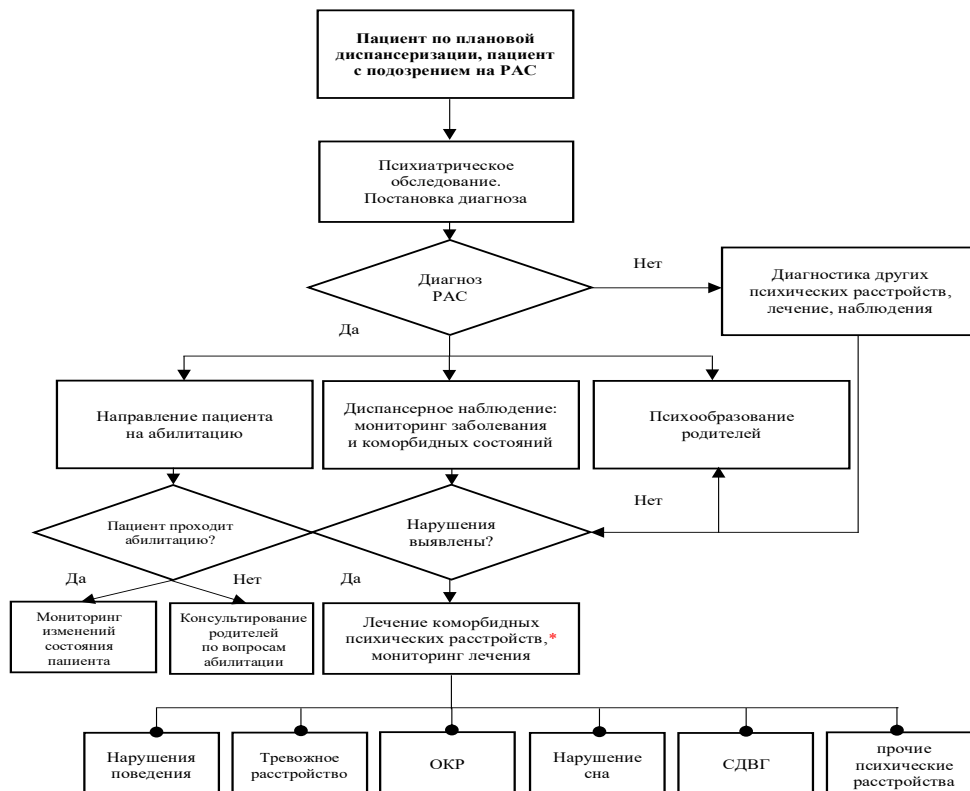 Пациент по плановой
диспансеризации, пациент
с подозрением на РАС
Психиатрическое
обследование.
Постановка диагноза
Диагноз
РАС
Нет
Диагностика других
психических расстройств,
лечение, наблюдения
Да
Направление пациента
на абилитацию
Диспансерное наблюдение:
мониторинг заболевания
и коморбидных состояний
Психообразование
родителей
Пациент проходит
абилитацию?
Нарушения
выявлены?
Нет
Да
Нет
Да
Мониторинг
изменений
состояния
пациента
Консультирование
родителей
по вопросам
абилитации
Лечение коморбидных
психических расстройств,*
мониторинг лечения
Нарушения
поведения
Тревожное
расстройство
ОКР
Нарушение
сна
СДВГ
прочие
психические
расстройства